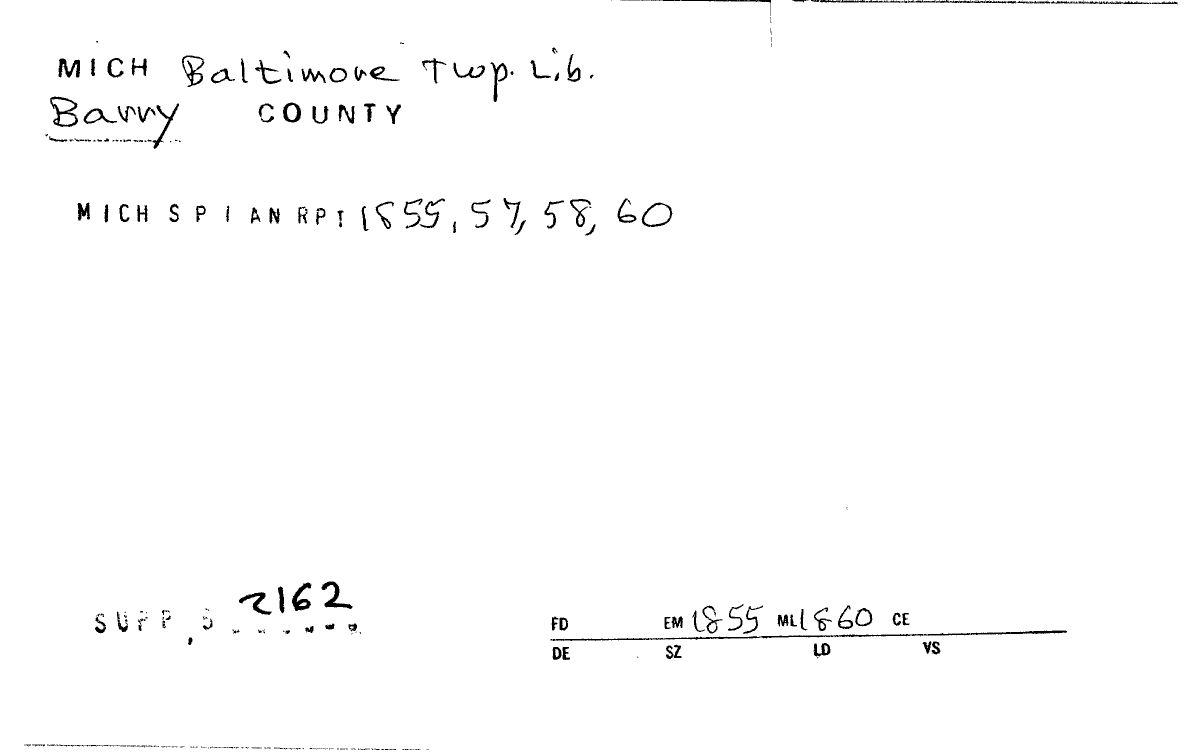 MICH Baltimore Twp. Lib.
Barry COUNTY
MICH S P I AN RPT 1855, 57, 58, 60
SUPP, 2162
FD EM 1855 ML 1860 CE
DE SZ LD VS